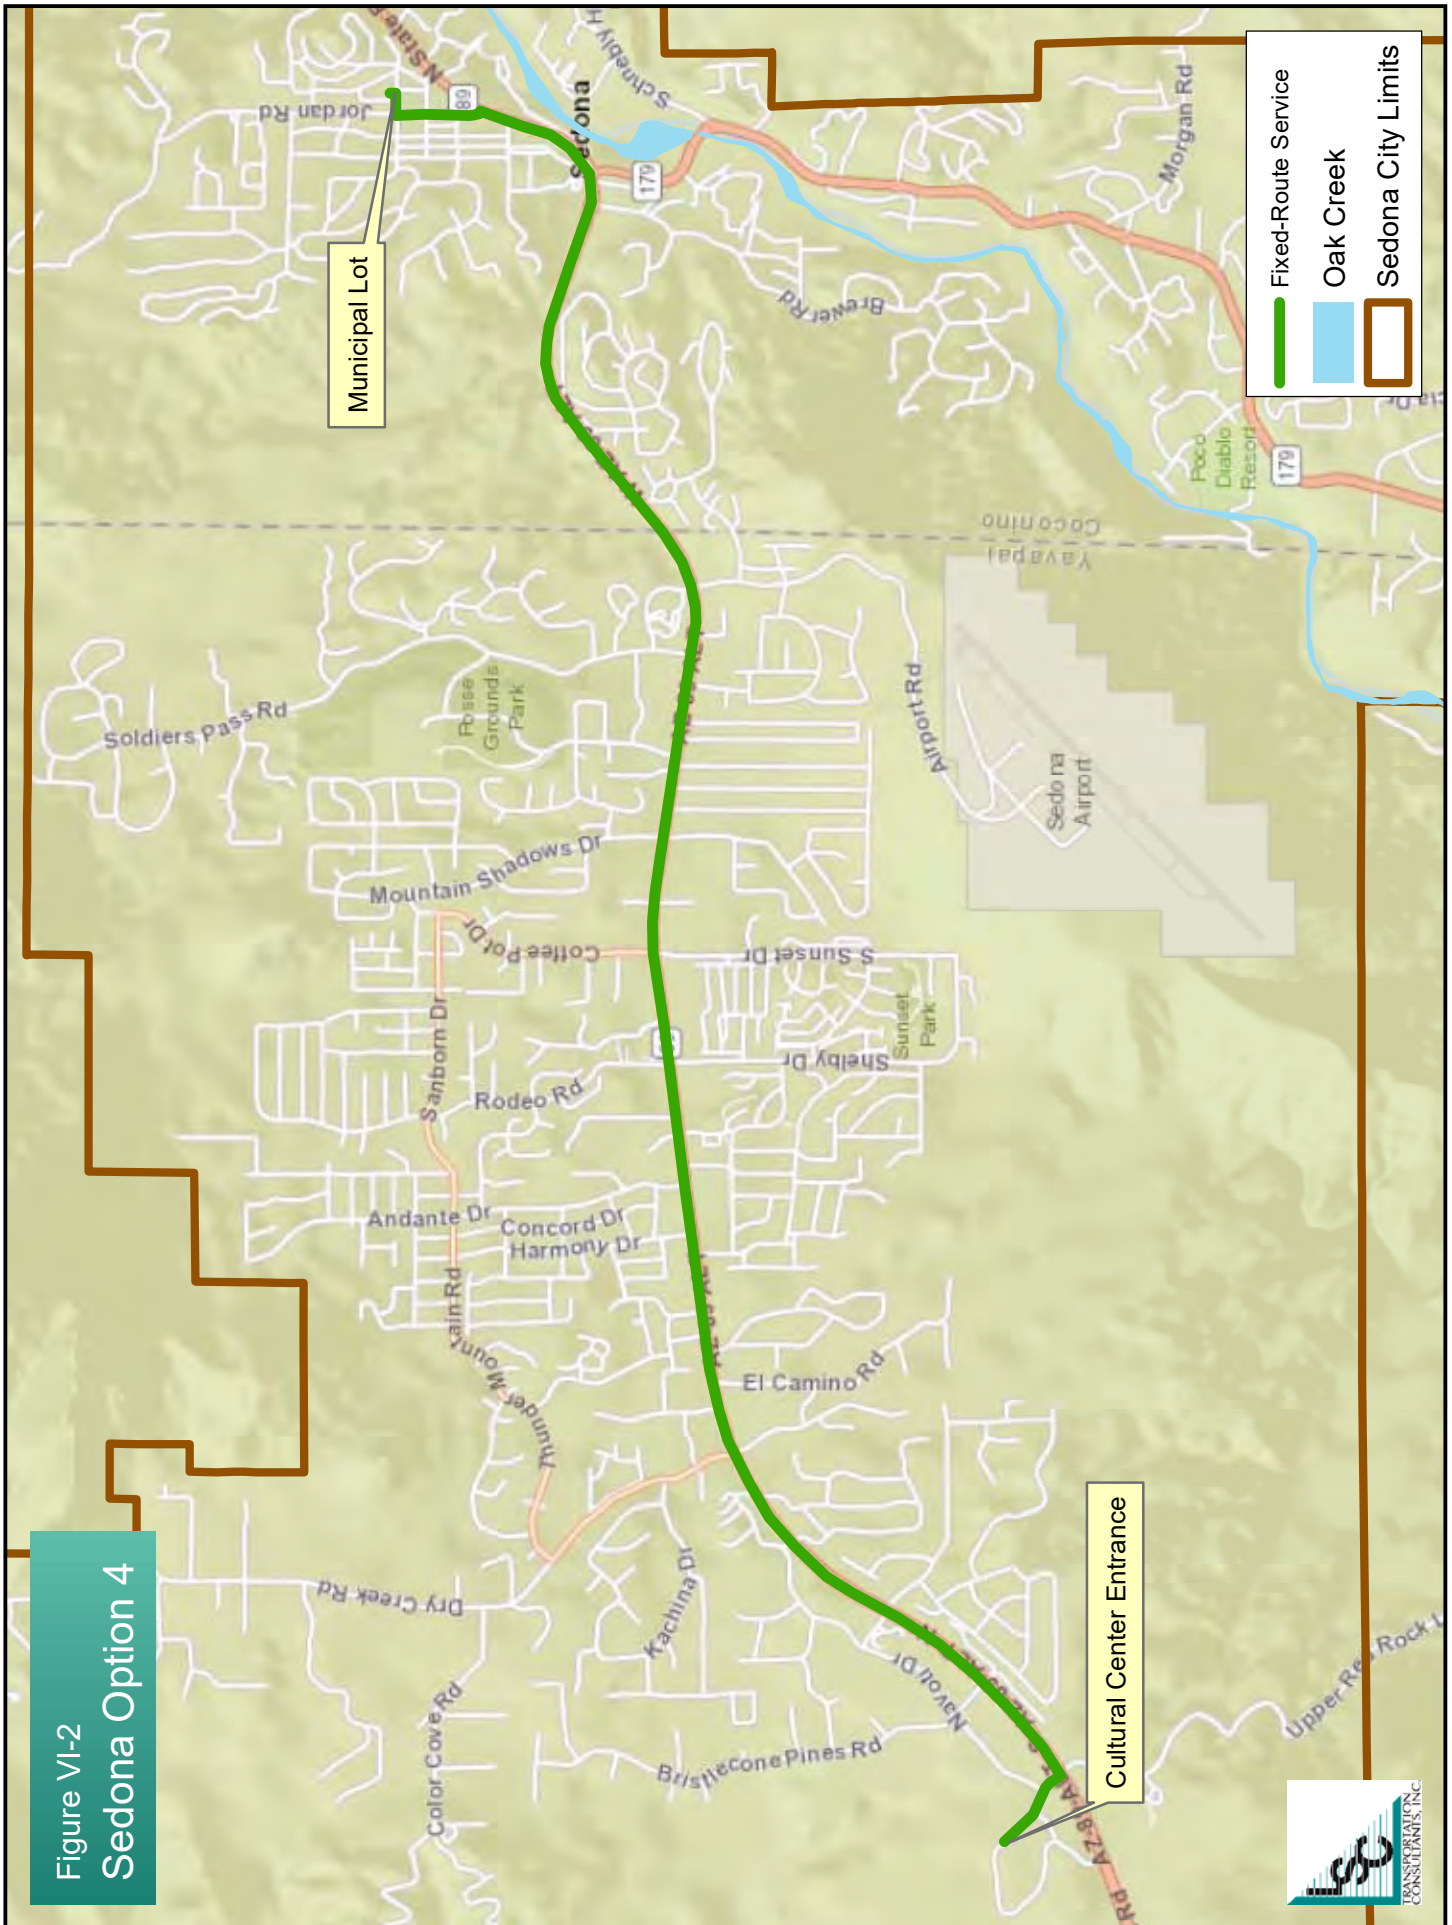 Figure VI-2
Sedona Option 4
Municipal Lot
Cultural Center Entrance
Fixed-Route Service
Oak Creek
Sedona City Limits
Jordan Rd
N State
89
Sedona
Schnebly H
179
Morgan Rd
Brewer Rd
Poco
Diablo
Resort
179
Coconino
Yavapai
Soldiers Pass Rd
Posse
Grounds
Park
Airport Rd
Sedona
Airport
Mountain Shadows Dr
Coffee Pot Dr
S Sunset Dr
Sunset
Park
Shelby Dr
Sanborn Dr
Rodeo Rd
Andante Dr
Concord Dr
Harmony Dr
Thunder Mountain Rd
El Camino Rd
Dry Creek Rd
Kachina Dr
Navoti Dr
Color Cove Rd
Bristlecone Pines Rd
Upper Red Rock L
Rd
LSC
TRANSPORTATION
CONSULTANTS, INC.